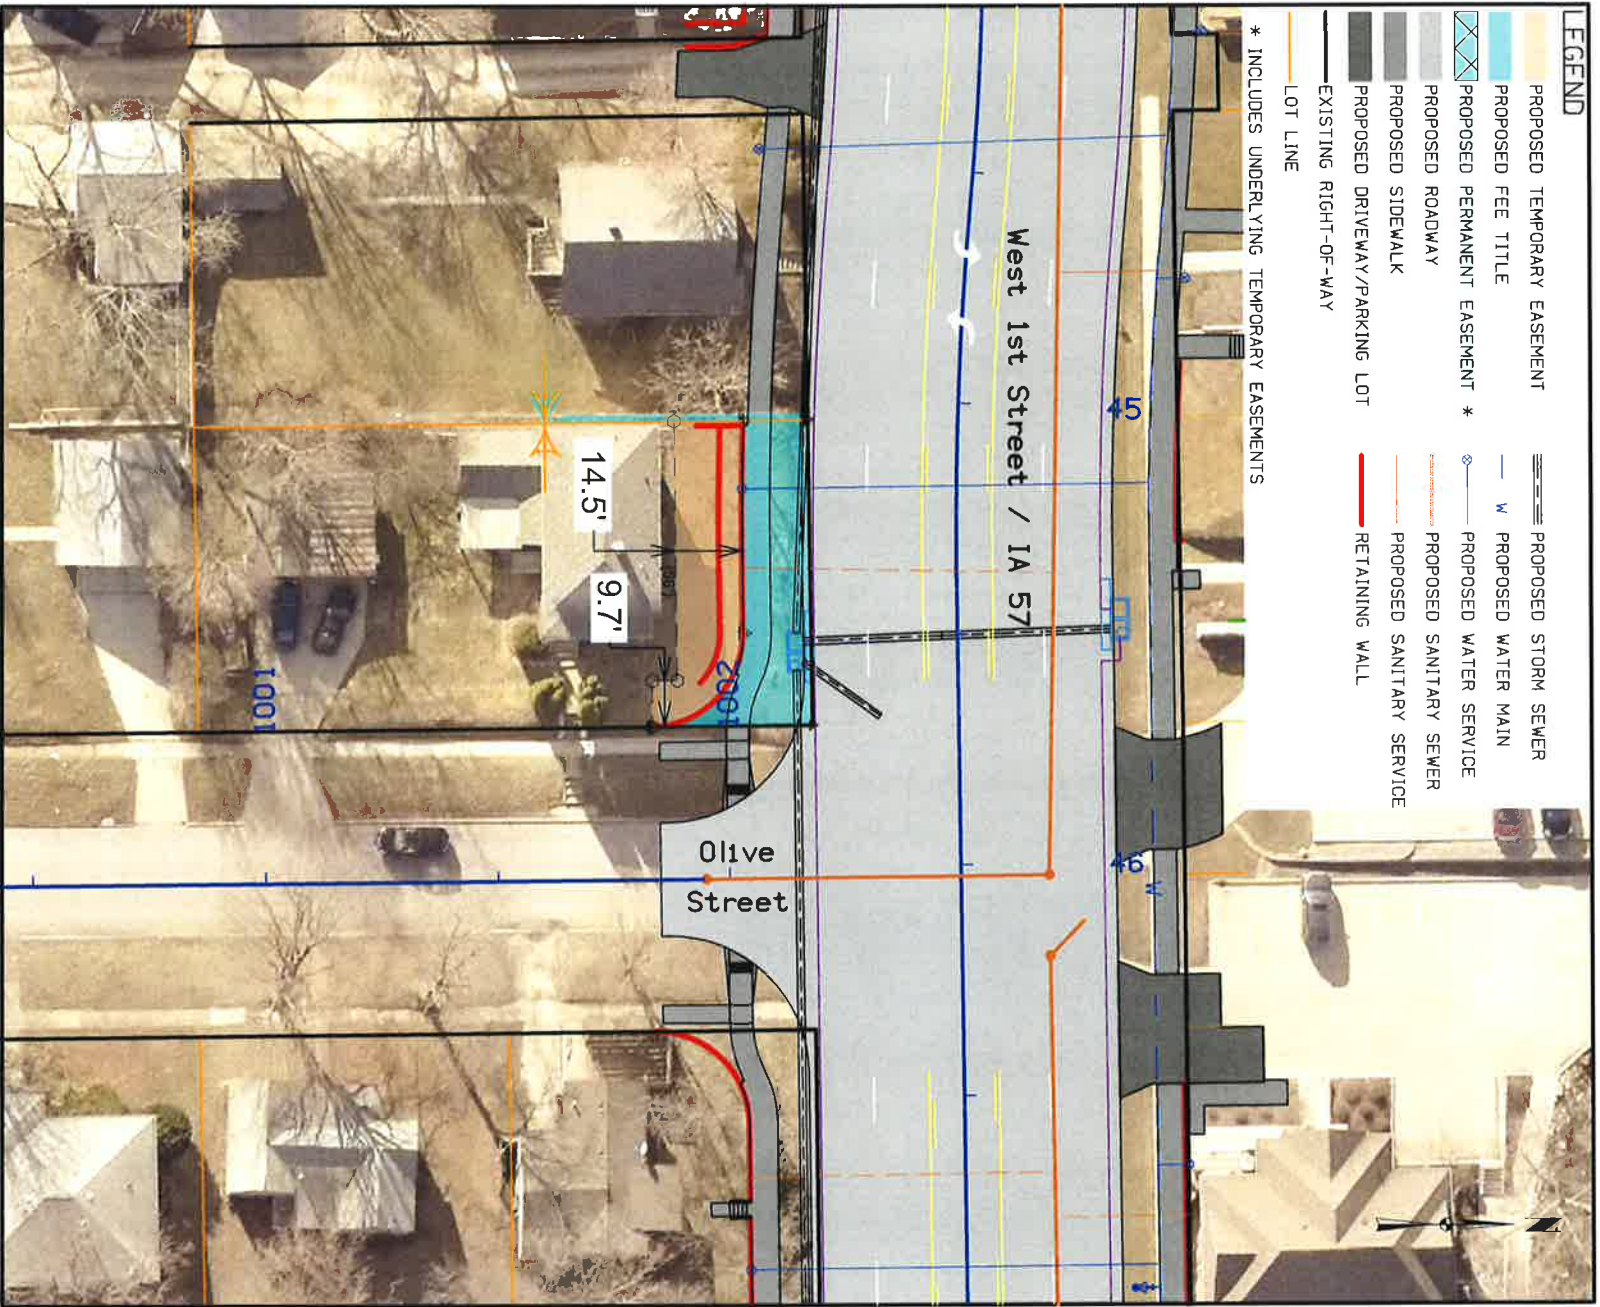 LEGEND
PROPOSED TEMPORARY EASEMENT
PROPOSED FEE TITLE
PROPOSED PERMANENT EASEMENT *
PROPOSED ROADWAY
PROPOSED SIDEWALK
PROPOSED DRIVEWAY/PARKING LOT
EXISTING RIGHT-OF-WAY
LOT LINE
* INCLUDES UNDERLYING TEMPORARY EASEMENTS
PROPOSED STORM SEWER
W PROPOSED WATER MAIN
PROPOSED WATER SERVICE
PROPOSED SANITARY SEWER
PROPOSED SANITARY SERVICE
RETAINING WALL
West 1st Street / IA 57
45
46
W
14.5'
9.7'
1002
1001
Olive
Street
N